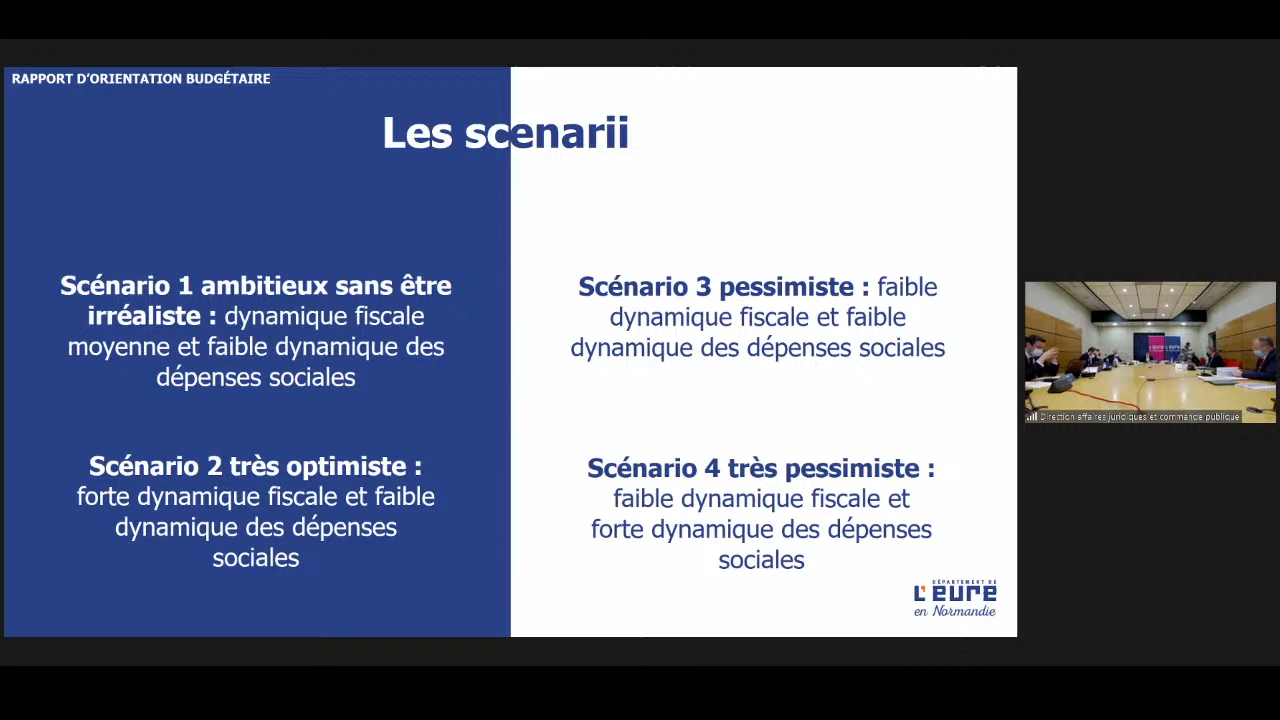 RAPPORT D'ORIENTATION BUDGÉTAIRE
Les scenarii
Scénario 1 ambitieux sans être
irréaliste : dynamique fiscale
moyenne et faible dynamique des
dépenses sociales
Scénario 2 très optimiste :
forte dynamique fiscale et faible
dynamique des dépenses
sociales
Scénario 3 pessimiste : faible
dynamique fiscale et faible
dynamique des dépenses sociales
Scénario 4 très pessimiste :
faible dynamique fiscale et
forte dynamique des dépenses
sociales
DÉPARTEMENT DE
L'EURE
en Normandie
Direction affaires juridiques et commande publique